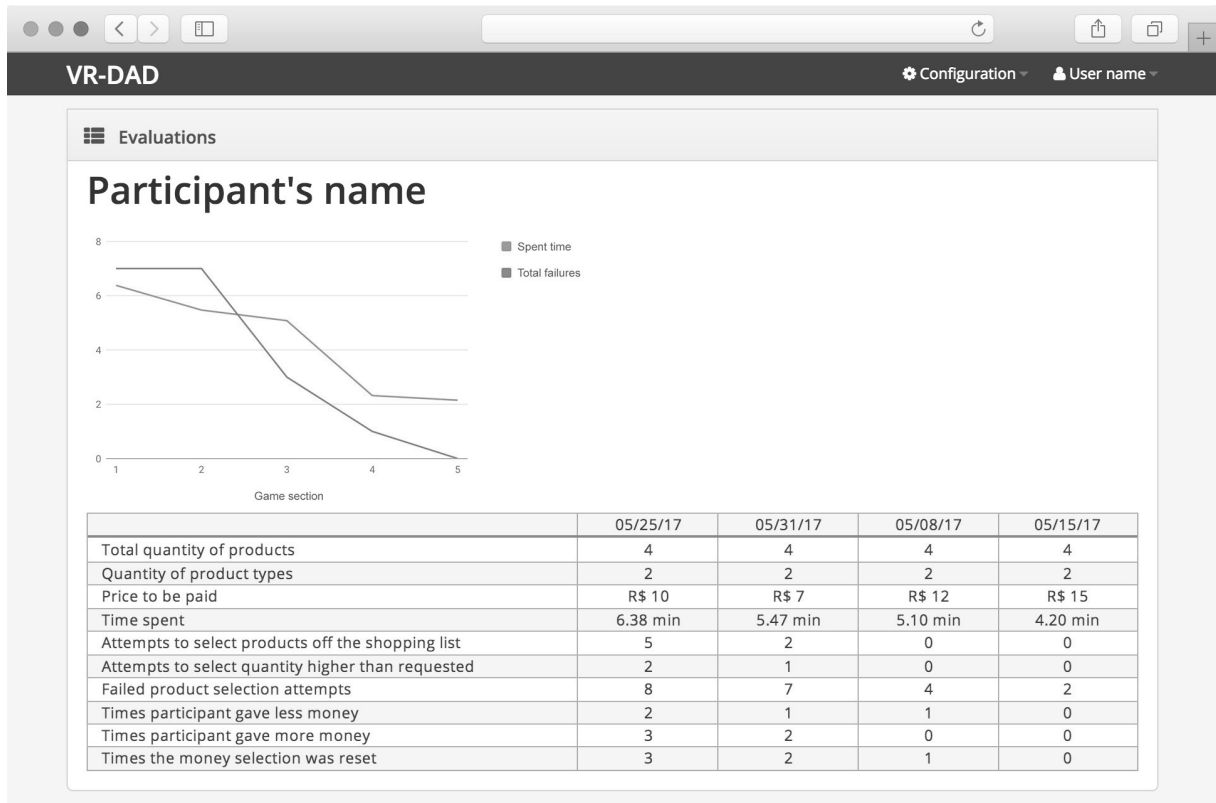 VR-DAD Configuration User name
Evaluations
Participant's name
8
6
4
2
0
Spent time
Total failures
1 2 3 4 5
Game section
05/25/17 05/31/17 05/08/17 05/15/17
Total quantity of products 4 4 4 4
Quantity of product types 2 2 2 2
Price to be paid R$ 10 R$ 7 R$ 12 R$ 15
Time spent 6.38 min 5.47 min 5.10 min 4.20 min
Attempts to select products off the shopping list 5 2 0 0
Attempts to select quantity higher than requested 2 1 0 0
Failed product selection attempts 8 7 4 2
Times participant gave less money 2 1 1 0
Times participant gave more money 3 2 0 0
Times the money selection was reset 3 2 1 0